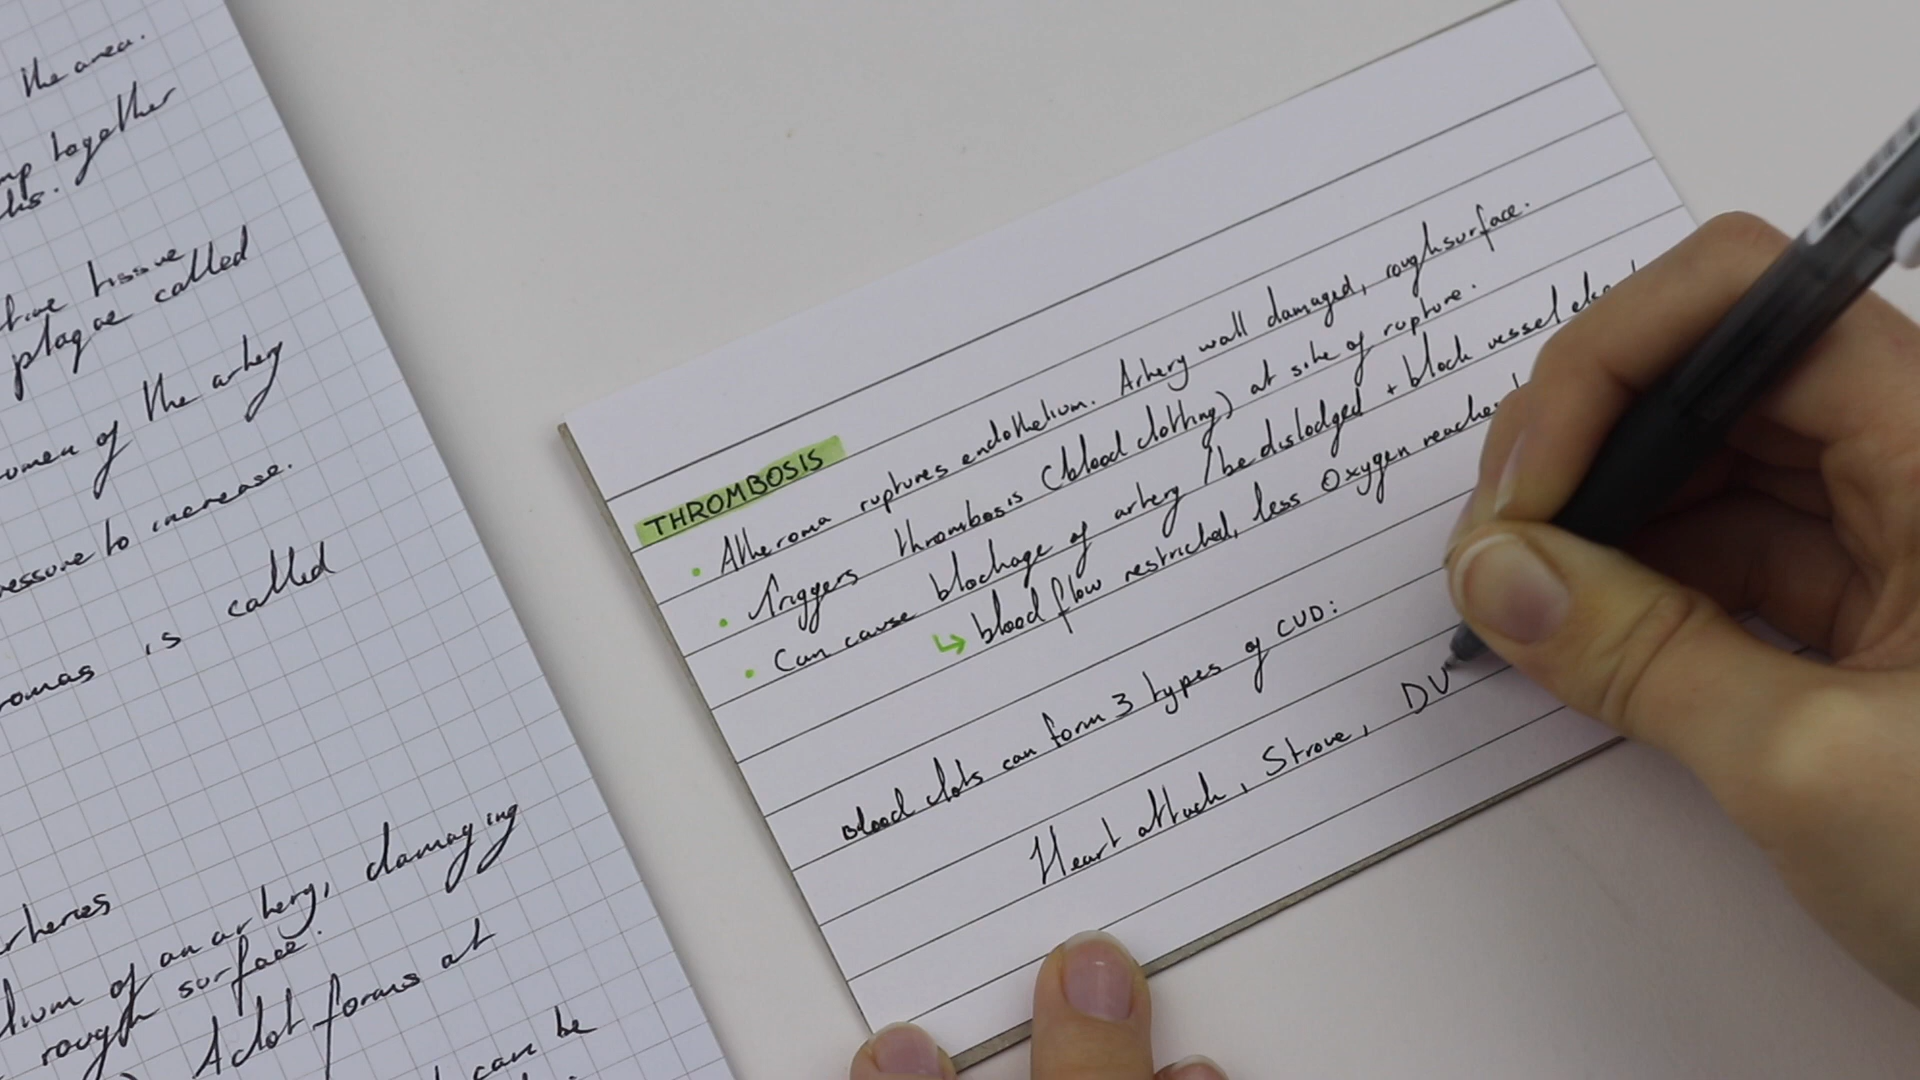 the area.
together
tissue
plaque called
of the artery
to increase.
is called
of an artery, damaging
rough surface.
A clot forms at
can be
THROMBOSIS
• Atheroma ruptures endothelium. Artery wall damaged, rough surface.
• Triggers thrombosis (blood clotting) at site of rupture.
• Can cause blockage of artery / be dislodged + block vessel
↳ blood flow restricted, less Oxygen reaches
Blood clots can form 3 types of CVD:
Heart attack, Strove, DV